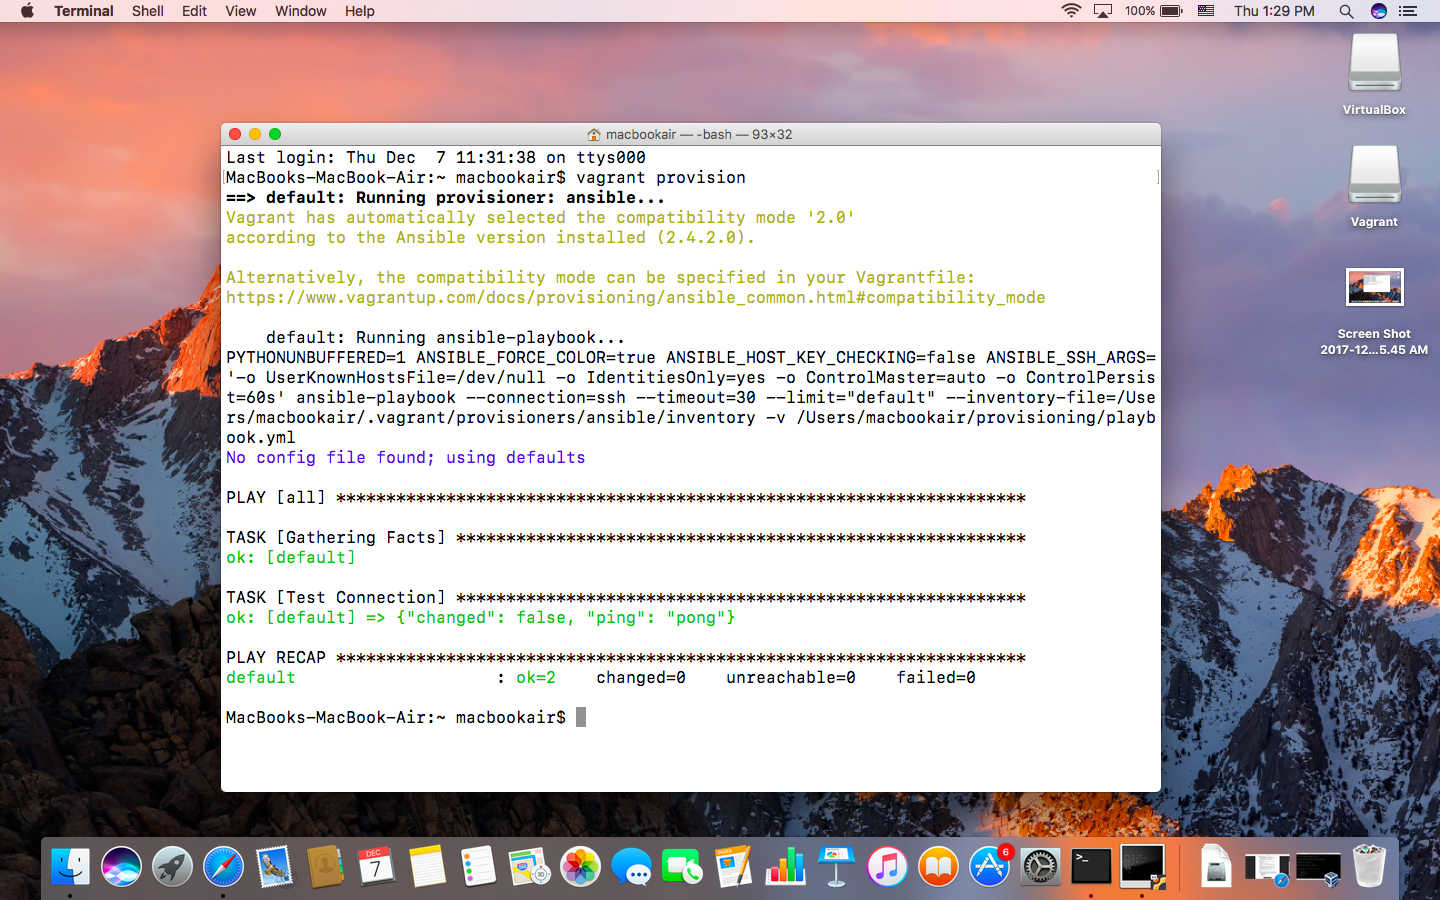 Terminal Shell Edit View Window Help 100% Thu 1:29 PM
VirtualBox
Vagrant
Screen Shot
2017-12...5.45 AM
macbookair — -bash — 93×32
Last login: Thu Dec  7 11:31:38 on ttys000
MacBooks-MacBook-Air:~ macbookair$ vagrant provision
==> default: Running provisioner: ansible...
Vagrant has automatically selected the compatibility mode '2.0'
according to the Ansible version installed (2.4.2.0).
Alternatively, the compatibility mode can be specified in your Vagrantfile:
https://www.vagrantup.com/docs/provisioning/ansible_common.html#compatibility_mode
default: Running ansible-playbook...
PYTHONUNBUFFERED=1 ANSIBLE_FORCE_COLOR=true ANSIBLE_HOST_KEY_CHECKING=false ANSIBLE_SSH_ARGS=
'-o UserKnownHostsFile=/dev/null -o IdentitiesOnly=yes -o ControlMaster=auto -o ControlPersis
t=60s' ansible-playbook --connection=ssh --timeout=30 --limit="default" --inventory-file=/Use
rs/macbookair/.vagrant/provisioners/ansible/inventory -v /Users/macbookair/provisioning/playb
ook.yml
No config file found; using defaults
PLAY [all] *********************************************************************
TASK [Gathering Facts] *********************************************************
ok: [default]
TASK [Test Connection] *********************************************************
ok: [default] => {"changed": false, "ping": "pong"}
PLAY RECAP *********************************************************************
default                    : ok=2    changed=0    unreachable=0    failed=0
MacBooks-MacBook-Air:~ macbookair$
DEC
7
30
6
>_